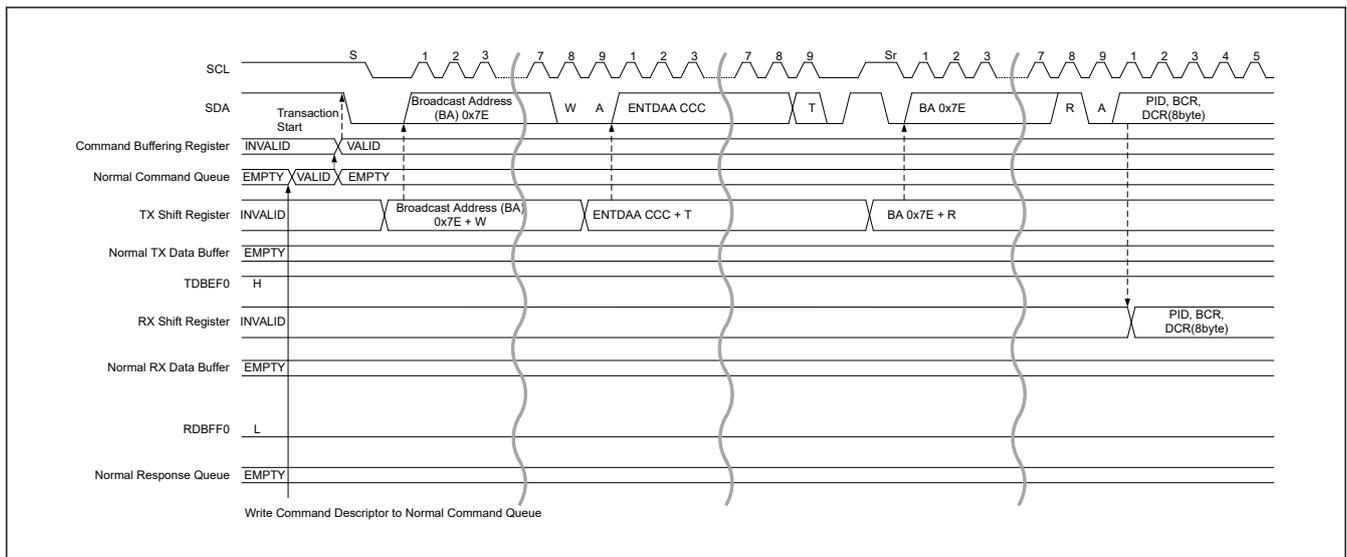 S 1 2 3 7 8 9 1 2 3 7 8 9 Sr 1 2 3 7 8 9 1 2 3 4 5
SCL
SDA
Transaction
Start
Broadcast Address
(BA) 0x7E
W A ENTDAA CCC T BA 0x7E R A
PID, BCR,
DCR(8byte)
Command Buffering Register INVALID VALID
Normal Command Queue EMPTY VALID EMPTY
TX Shift Register INVALID
Broadcast Address (BA)
0x7E + W
ENTDAA CCC + T BA 0x7E + R
Normal TX Data Buffer EMPTY
TDBEF0 H
RX Shift Register INVALID
PID, BCR,
DCR(8byte)
Normal RX Data Buffer EMPTY
RDBFF0 L
Normal Response Queue EMPTY
Write Command Descriptor to Normal Command Queue